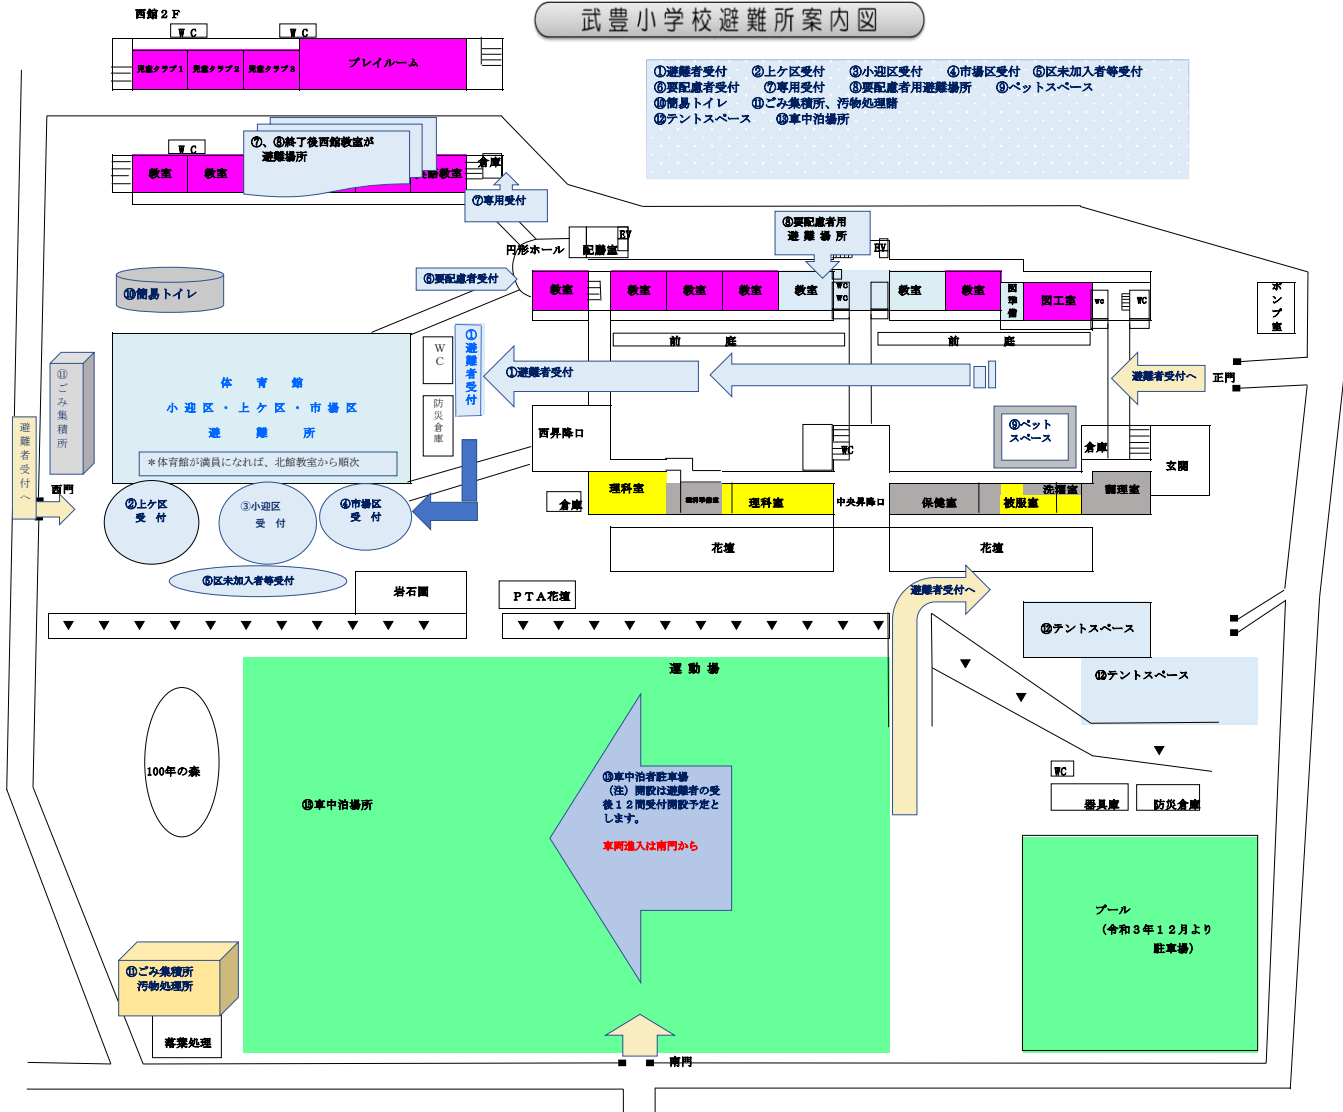 武豊小学校避難所案内図
西館２Ｆ
ＷＣ
ＷＣ
児童クラブ１
児童クラブ２
児童クラブ３
プレイルーム
①避難者受付　②上ケ区受付　③小迎区受付　④市場区受付　⑤区未加入者等受付
⑥要配慮者受付　⑦専用受付　⑧要配慮者用避難場所　⑨ペットスペース
⑩簡易トイレ　⑪ごみ集積所、汚物処理諸
⑫テントスペース　⑬車中泊場所
ＷＣ
⑦、⑧終了後西館教室が
避難場所
教室
教室
教室
倉庫
⑦専用受付
円形ホール
配膳室
EV
⑧要配慮者用
避難場所
EV
⑥要配慮者受付
⑩簡易トイレ
教室
教室
教室
教室
教室
WC
WC
教室
教室
図準備
図工室
WC
WC
ポンプ室
前　庭
前　庭
ＷＣ
①避難者受付
①避難者受付
避難者受付へ
正門
⑪ごみ集積所
体　育　館
小迎区・上ケ区・市場区
避　難　所
＊体育館が満員になれば、北館教室から順次
防災倉庫
⑨ペット
スペース
西昇降口
WC
倉庫
玄関
避難者受付へ
西門
②上ケ区
受　付
③小迎区
受　付
④市場区
受　付
倉庫
理科室
理科準備室
理科室
中央昇降口
保健室
被服室
洗濯室
調理室
花壇
花壇
⑤区未加入者等受付
岩石園
ＰＴＡ花壇
避難者受付へ
⑫テントスペース
⑫テントスペース
運動場
100年の森
⑬車中泊場所
⑬車中泊者駐車場
（注）開設は避難者の受
後１２間受付開設予定と
します。
車両進入は南門から
WC
器具庫
防災倉庫
プール
（令和３年１２月より
駐車場）
⑪ごみ集積所
汚物処理所
落葉処理
南門